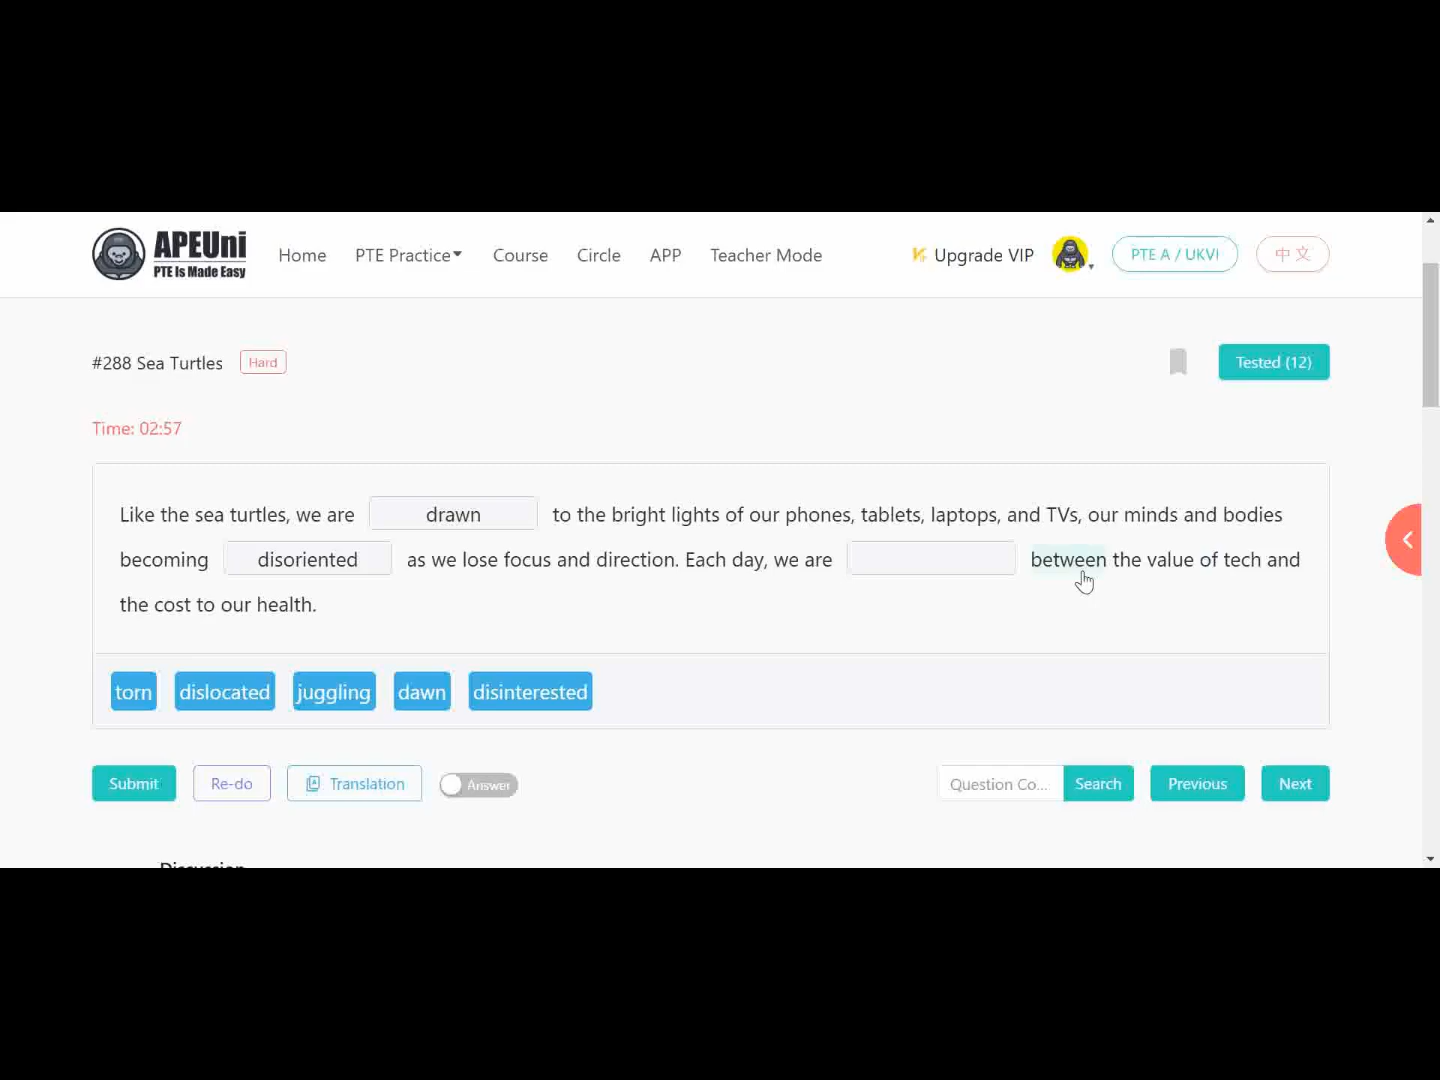 APEUni
PTE Is Made Easy
Home PTE Practice Course Circle APP Teacher Mode Upgrade VIP PTE A / UKVI 中文
#288 Sea Turtles Hard Tested (12)
Time: 02:57
Like the sea turtles, we are drawn to the bright lights of our phones, tablets, laptops, and TVs, our minds and bodies
becoming disoriented as we lose focus and direction. Each day, we are between the value of tech and
the cost to our health.
torn dislocated juggling dawn disinterested
Submit Re-do Translation Answer Question Co... Search Previous Next
Discussion